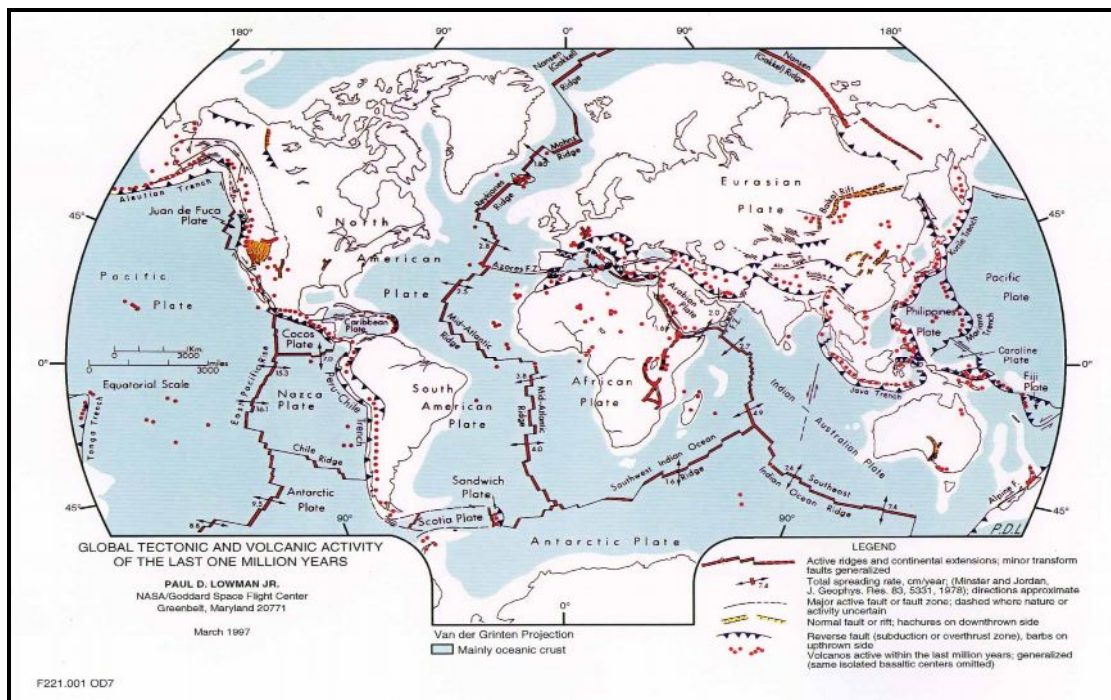 180°
90°
0°
90°
180°
Nansen
(Gakkel)
Ridge
Nansen
(Gakkel) Ridge
Mohns
Ridge
Reykjanes
Ridge
Aleutian Trench
45°
Juan de Fuca
Plate
North
American
Plate
Eurasian
Plate
Baikal Rift
Kurile Trench
45°
Pacific
Plate
2.5
Azores F.Z.
Arabian
Plate
2.0
Philippines
Plate
Mariana
Trench
Pacific
Plate
Caribbean
Plate
Cocos
Plate
Mid-Atlantic
Ridge
Caroline Plate
0°
Km
3000
3000
miles
Equatorial Scale
East Pacific Rise
Nazca
Plate
Peru-Chile
Trench
South
American
Plate
Mid-Atlantic
Ridge
4.0
African
Plate
Indian
Australian Plate
Java Trench
Fiji
Plate
0°
Tonga Trench
Chile Ridge
Southwest Indian Ocean
Ridge
Southeast
Indian Ocean Ridge
7.4
Alpine F.
Antarctic
Plate
Sandwich
Plate
Scotia Plate
45°
90°
90°
45°
P.D.L.
Antarctic Plate
GLOBAL TECTONIC AND VOLCANIC ACTIVITY
OF THE LAST ONE MILLION YEARS
PAUL D. LOWMAN JR.
NASA/Goddard Space Flight Center
Greenbelt, Maryland 20771
March 1997
Van der Grinten Projection
Mainly oceanic crust
LEGEND
Active ridges and continental extensions; minor transform
faults generalized
7.4
Total spreading rate, cm/year; (Minster and Jordan,
J. Geophys. Res. 83, 5331, 1978); directions approximate
Major active fault or fault zone; dashed where nature or
activity uncertain
Normal fault or rift; hachures on downthrown side
Reverse fault (subduction or overthrust zone), barbs on
upthrown side
Volcanos active within the last million years; generalized
(same isolated basaltic centers omitted)
F221.001 OD7